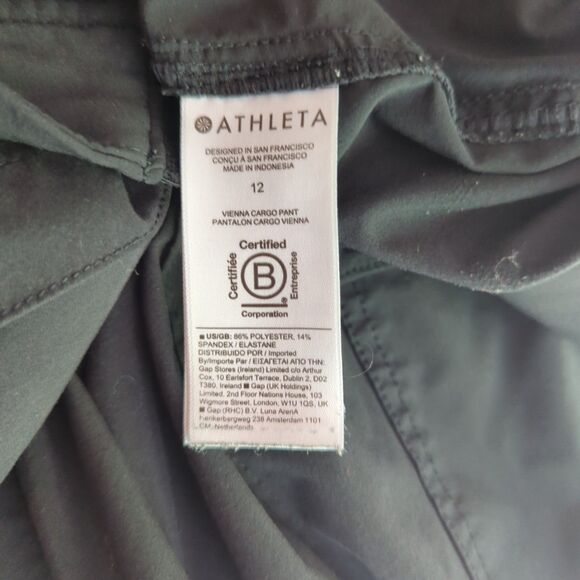 ATHLETA
DESIGNED IN SAN FRANCISCO
CONÇU À SAN FRANCISCO
MADE IN INDONESIA
12
VIENNA CARGO PANT
PANTALON CARGO VIENNA
Certified
Certifiée
B
Entreprise
Corporation
■ US/GB: 86% POLYESTER, 14%
SPANDEX / ELASTANE
DISTRIBUIDO POR / Imported
By/Importe Par / ΕΙΣΑΓΕΤΑΙ ΑΠΟ ΤΗΝ:
Gap Stores (Ireland) Limited c/o Arthur
Cox, 10 Earlsfort Terrace, Dublin 2, D02
T380, Ireland ■ Gap (UK Holdings)
Limited, 2nd Floor Nations House, 103
Wigmore Street, London, W1U 1QS, UK
■ Gap (RHC) B.V. Luna ArenA
Herikerbergweg 238 Amsterdam 1101
CM, Netherlands